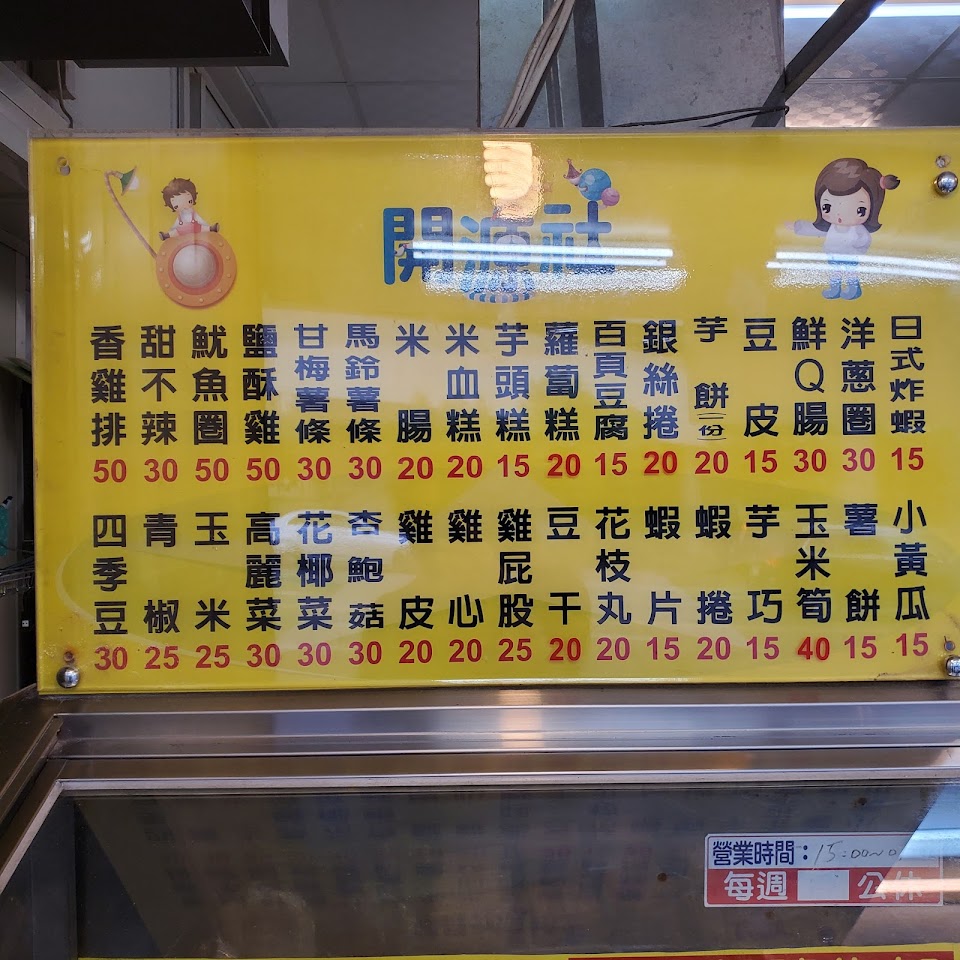 開源社
香雞排 50
甜不辣 30
魷魚圈 50
鹽酥雞 50
甘梅薯條 30
馬鈴薯條 30
米腸 20
米血糕 20
芋頭糕 15
蘿蔔糕 20
百頁豆腐 15
銀絲捲 20
芋餅(一份) 20
豆皮 15
鮮Q腸 30
洋蔥圈 30
日式炸蝦 15
四季豆 30
青椒 25
玉米 25
高麗菜 30
花椰菜 30
杏鮑菇 30
雞皮 20
雞心 20
雞屁股 25
豆干 20
花枝丸 20
蝦片 15
蝦捲 20
芋巧 15
玉米筍 40
薯餅 15
小黃瓜 15
營業時間：15:00~0
每週 公休